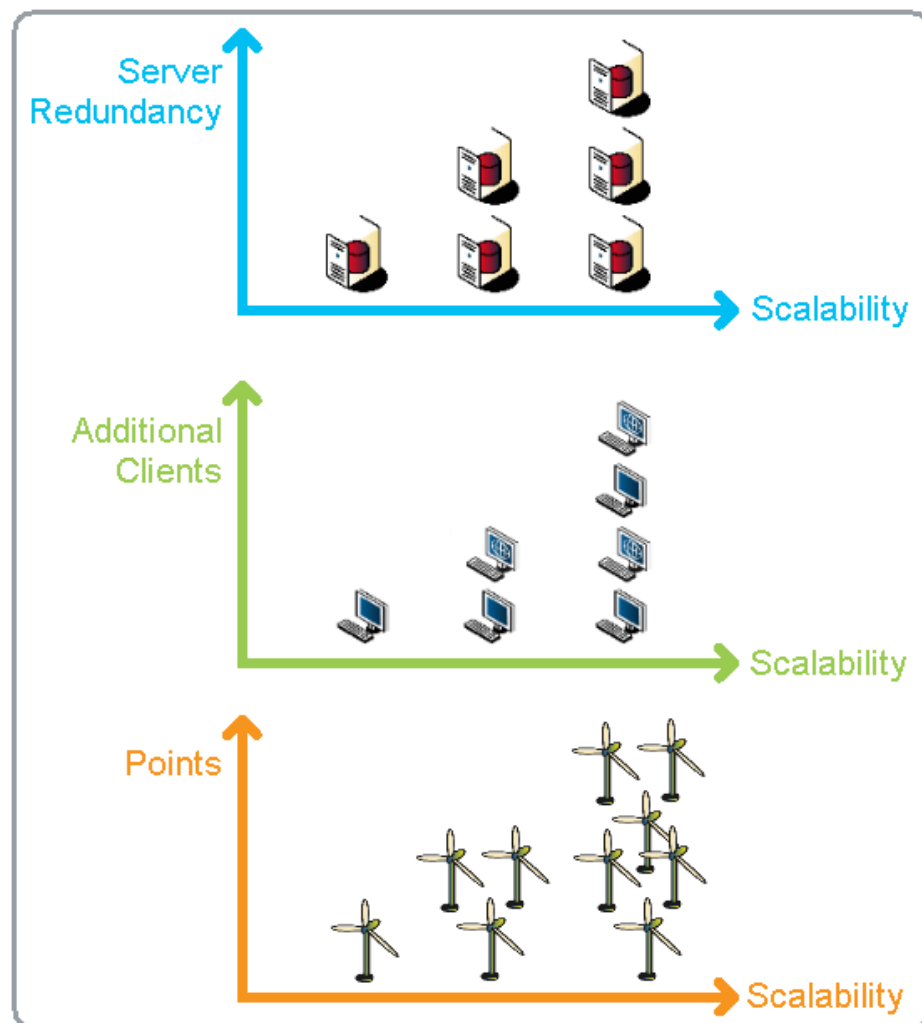 Server
Redundancy
Scalability
Additional
Clients
Scalability
Points
Scalability